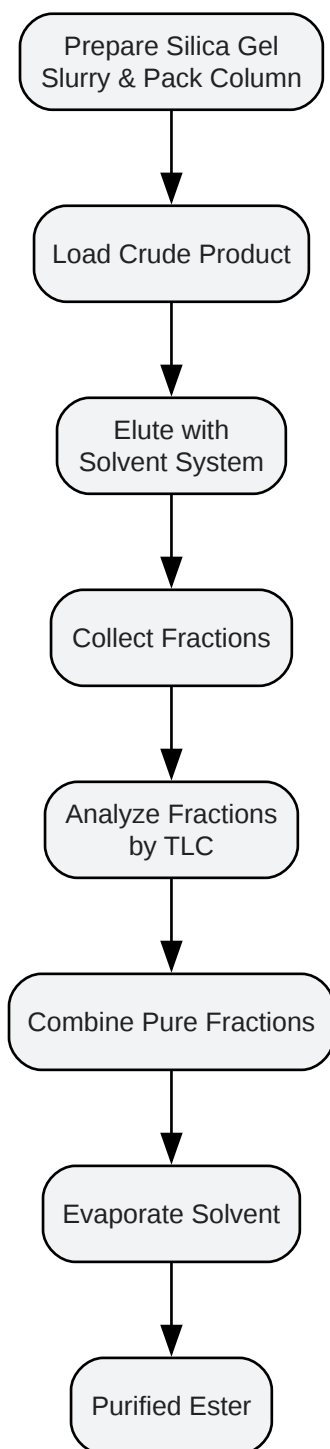 Prepare Silica Gel
Slurry & Pack Column
Load Crude Product
Elute with
Solvent System
Collect Fractions
Analyze Fractions
by TLC
Combine Pure Fractions
Evaporate Solvent
Purified Ester